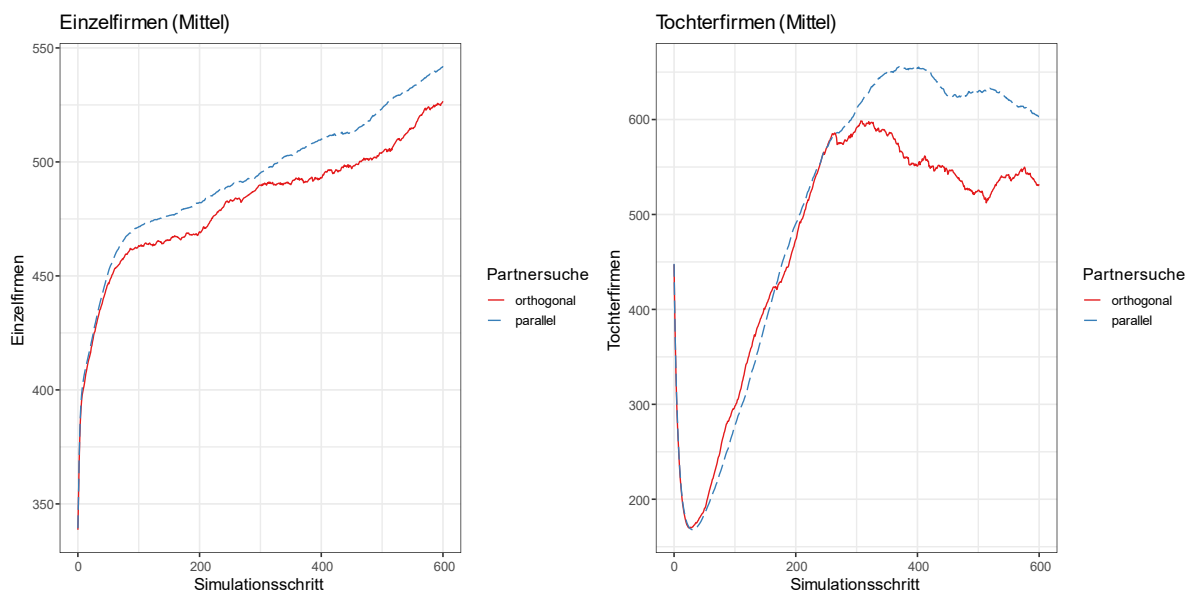 Einzelfirmen (Mittel)
550
500
450
400
350
Einzelfirmen
0
200
400
600
Simulationsschritt
Partnersuche
orthogonal
parallel
Tochterfirmen (Mittel)
600
500
400
300
200
Tochterfirmen
0
200
400
600
Simulationsschritt
Partnersuche
orthogonal
parallel